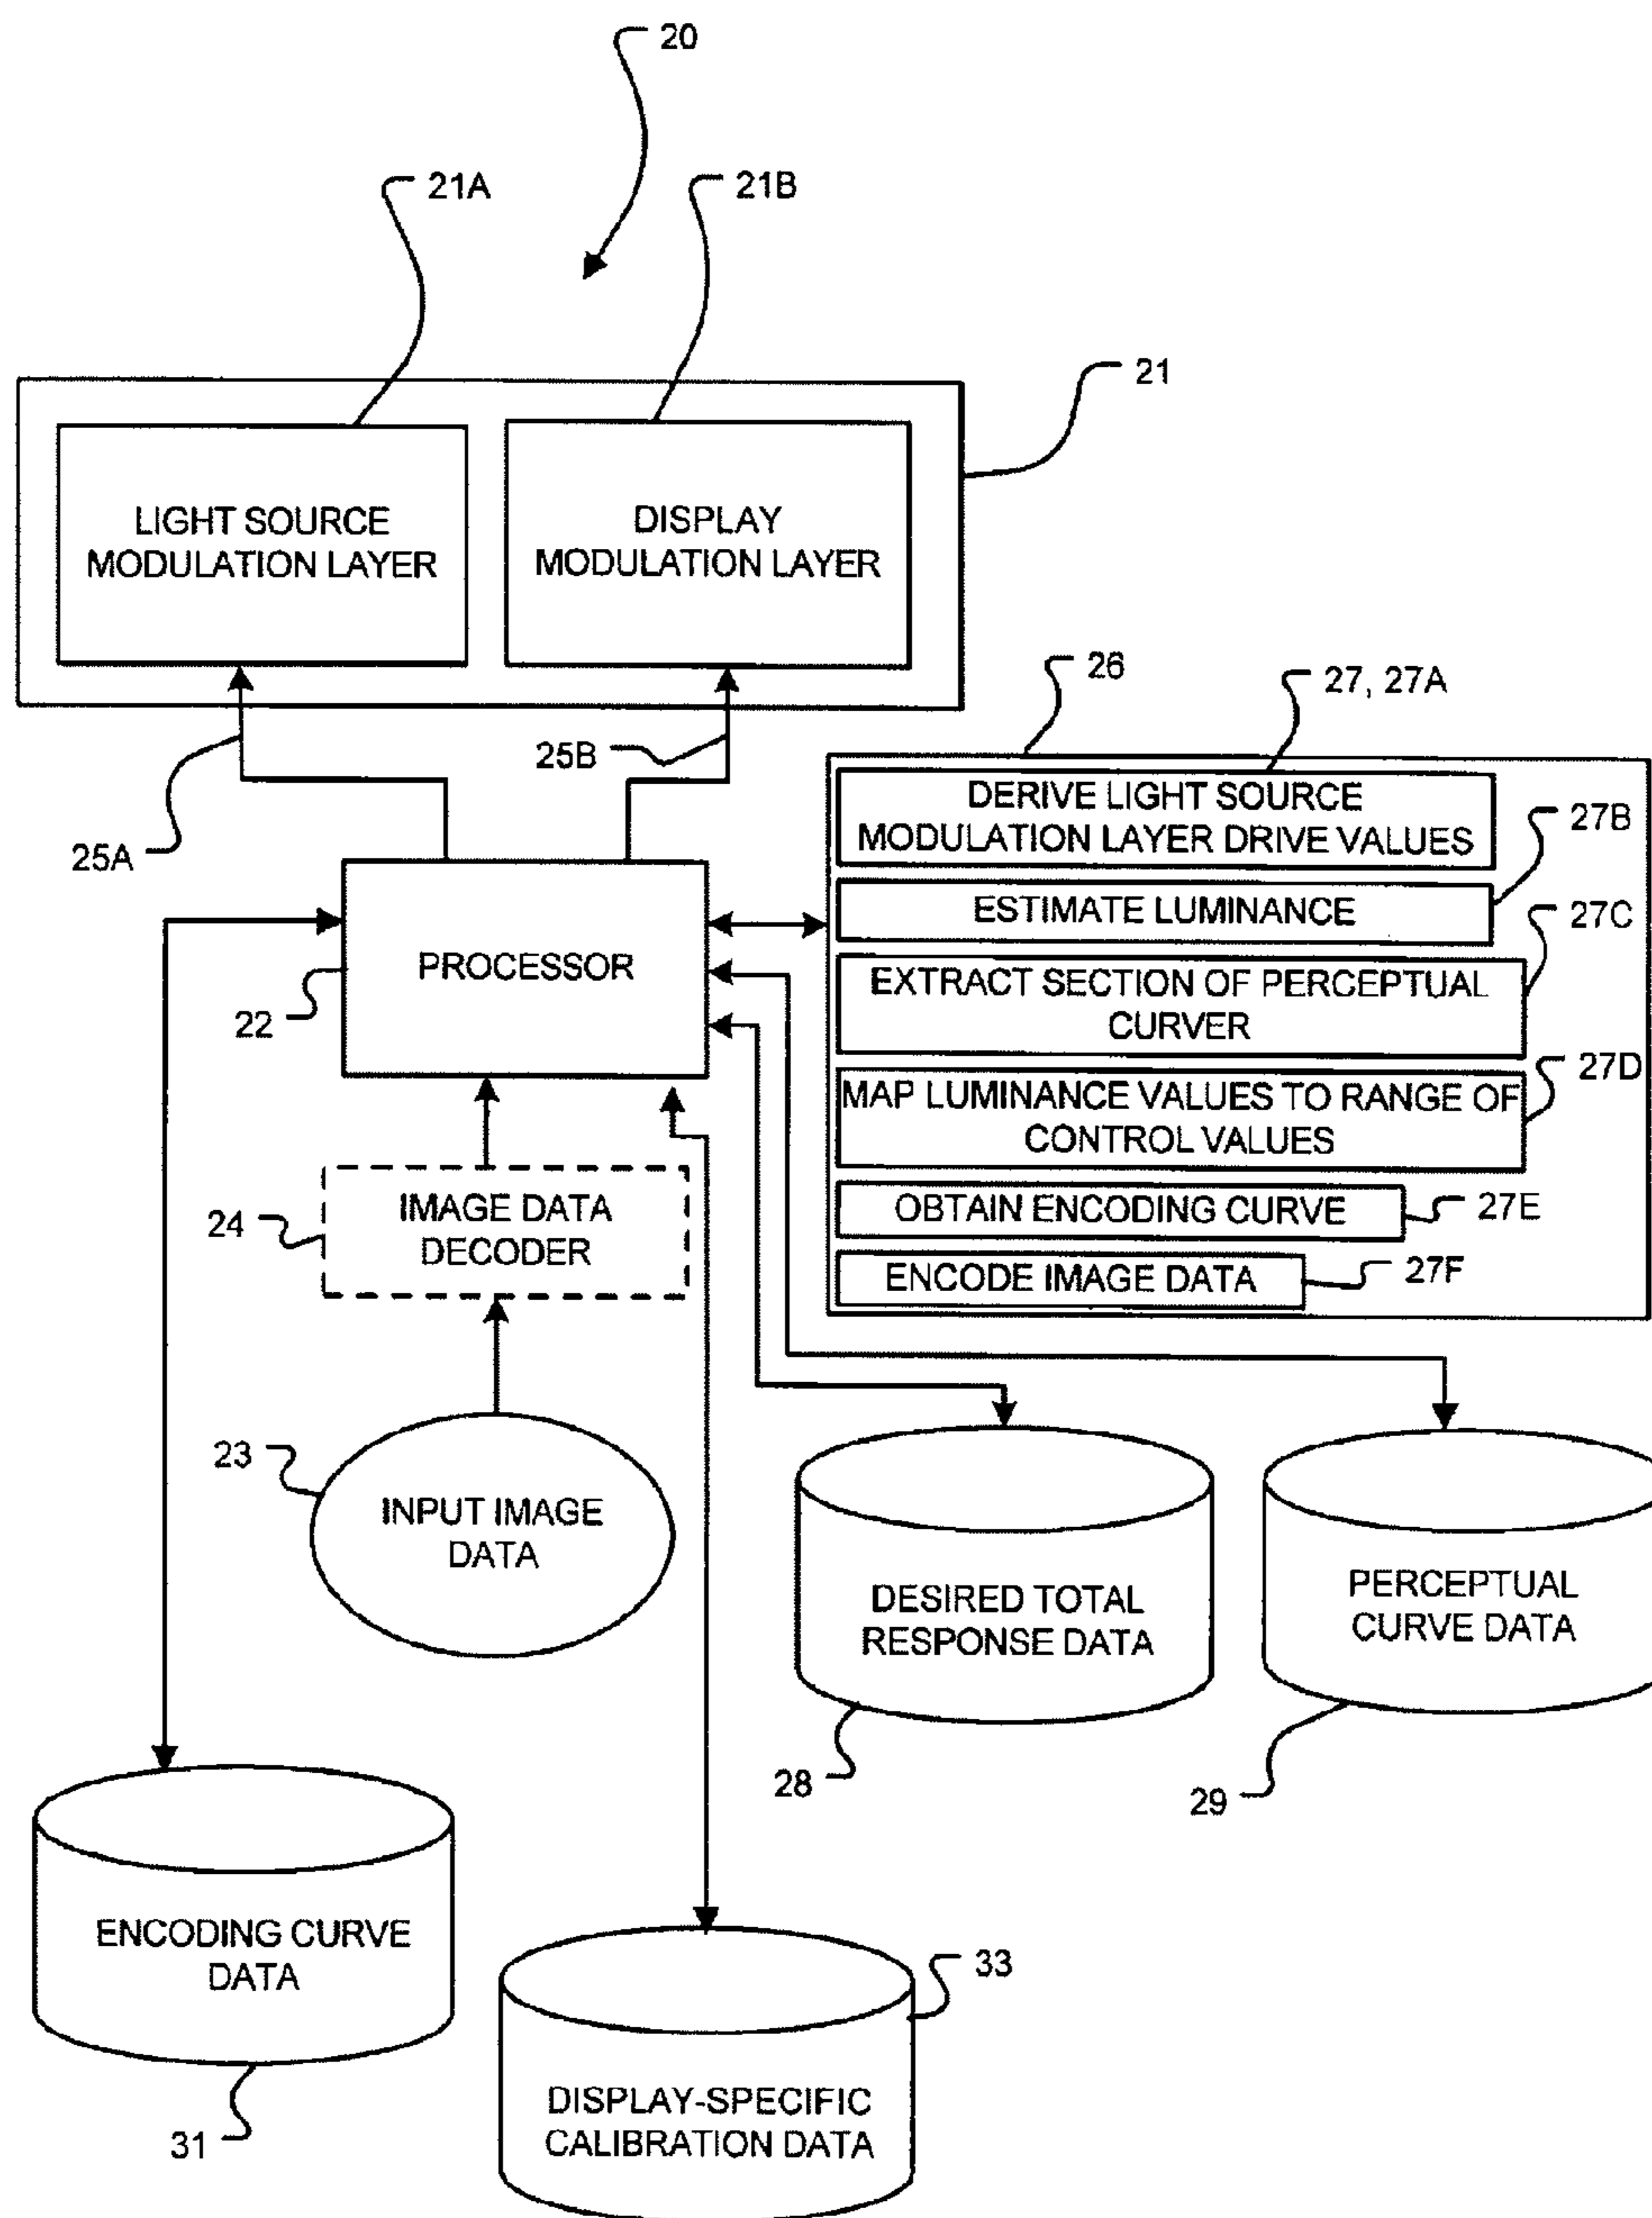 20
21A
21B
21
LIGHT SOURCE
MODULATION LAYER
DISPLAY
MODULATION LAYER
26
27, 27A
25A
25B
DERIVE LIGHT SOURCE
MODULATION LAYER DRIVE VALUES
27B
ESTIMATE LUMINANCE
27C
PROCESSOR
22
EXTRACT SECTION OF PERCEPTUAL
CURVER
27D
MAP LUMINANCE VALUES TO RANGE OF
CONTROL VALUES
24
IMAGE DATA
DECODER
OBTAIN ENCODING CURVE
27E
ENCODE IMAGE DATA
27F
23
INPUT IMAGE
DATA
DESIRED TOTAL
RESPONSE DATA
PERCEPTUAL
CURVE DATA
28
29
ENCODING CURVE
DATA
33
31
DISPLAY-SPECIFIC
CALIBRATION DATA